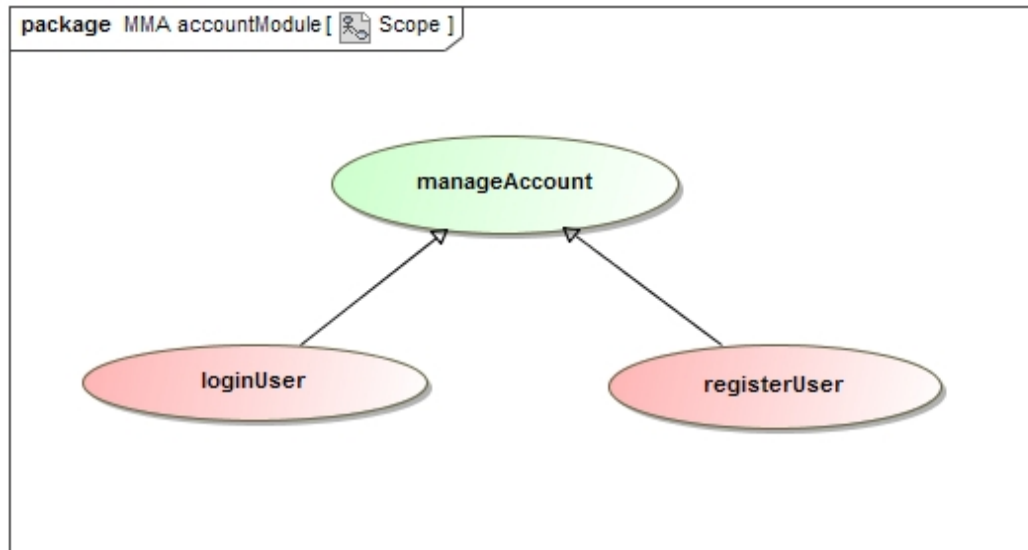 package MMA accountModule [ Scope ]
manageAccount
loginUser
registerUser